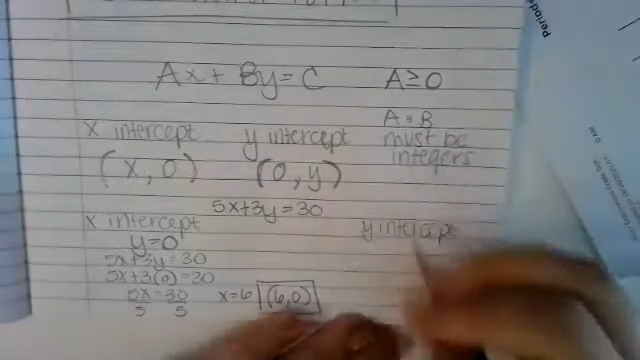 Ax + By = C
A ≥ 0
A & B must be integers
x intercept
(x, 0)
y intercept
(0, y)
5x+3y=30
x intercept
y=0
5x+3y=30
5x+3(0)=30
5x=30
5 5
x=6 (6,0)
y intercept
Period